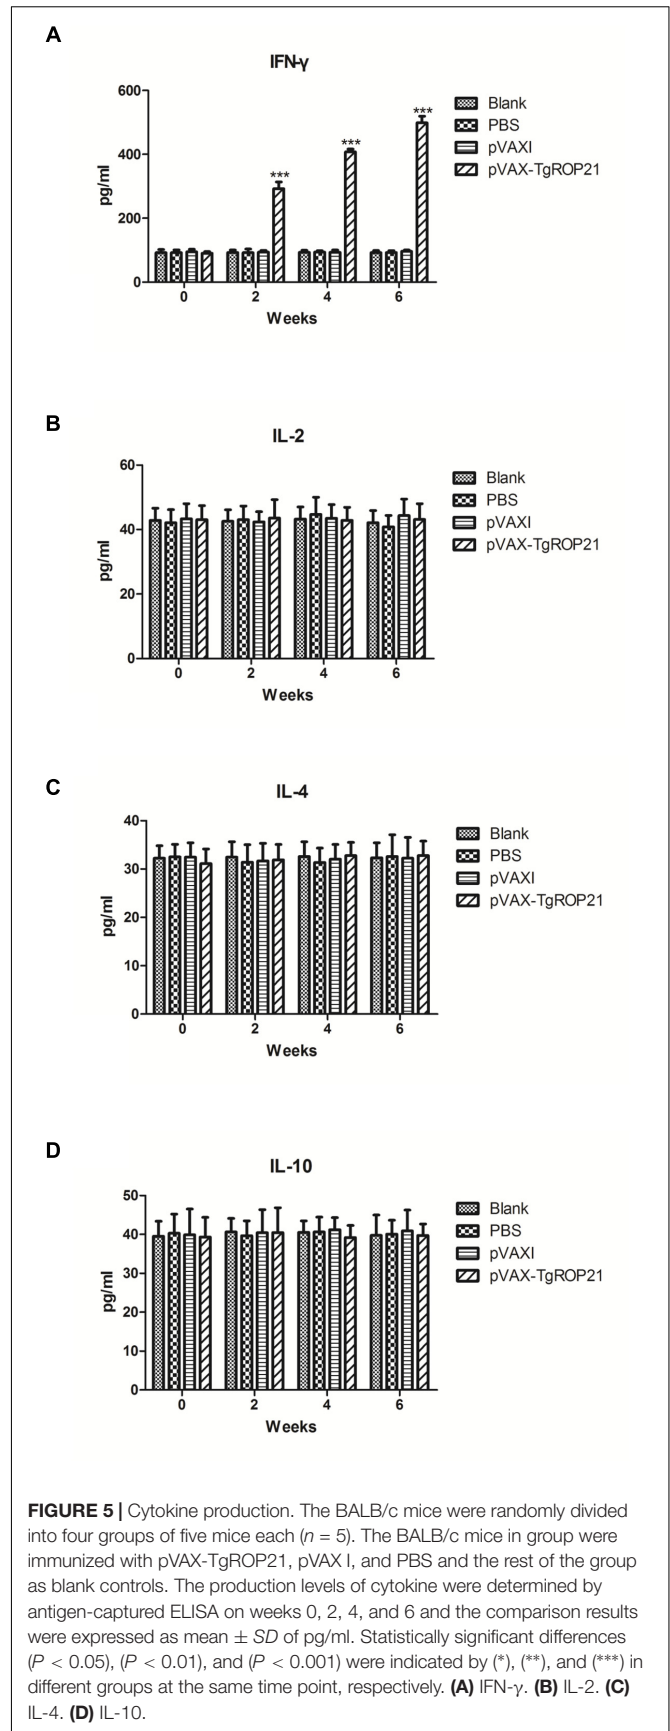 A
IFN-γ
600
400
200
0
pg/ml
***
***
***
0 2 4 6
Weeks
Blank
PBS
pVAXI
pVAX-TgROP21
B
IL-2
60
40
20
0
pg/ml
0 2 4 6
Weeks
Blank
PBS
pVAXI
pVAX-TgROP21
C
IL-4
40
30
20
10
0
pg/ml
0 2 4 6
Weeks
Blank
PBS
pVAXI
pVAX-TgROP21
D
IL-10
50
40
30
20
10
0
pg/ml
0 2 4 6
Weeks
Blank
PBS
pVAXI
pVAX-TgROP21
FIGURE 5 | Cytokine production. The BALB/c mice were randomly divided
into four groups of five mice each (n = 5). The BALB/c mice in group were
immunized with pVAX-TgROP21, pVAX I, and PBS and the rest of the group
as blank controls. The production levels of cytokine were determined by
antigen-captured ELISA on weeks 0, 2, 4, and 6 and the comparison results
were expressed as mean ± SD of pg/ml. Statistically significant differences
(P < 0.05), (P < 0.01), and (P < 0.001) were indicated by (*), (**), and (***) in
different groups at the same time point, respectively. (A) IFN-γ. (B) IL-2. (C)
IL-4. (D) IL-10.